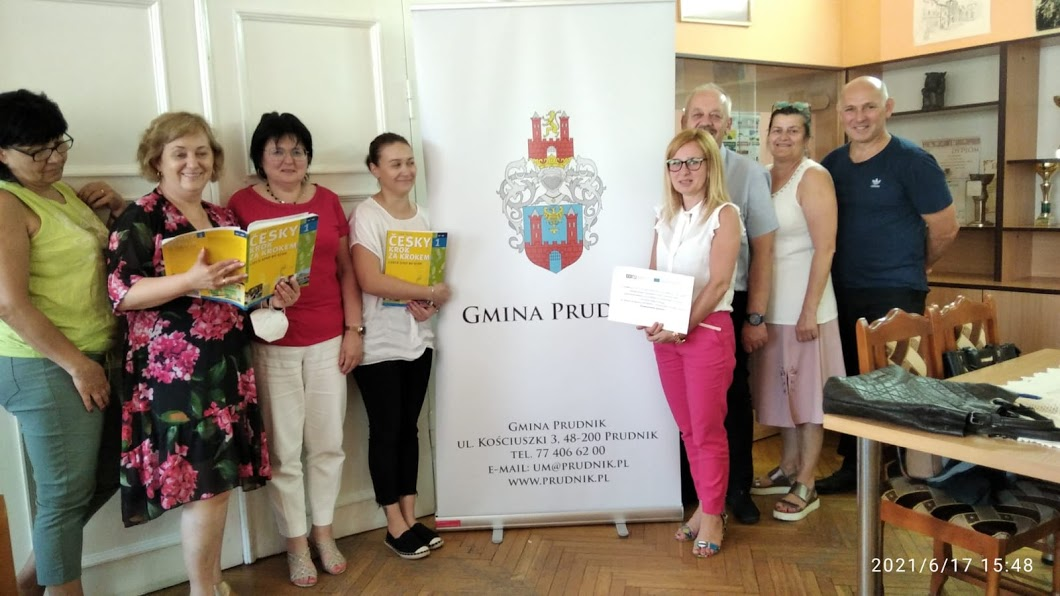 ČESKY
KROK
ZA KROKEM
1
ČESKY
KROK
ZA KROKEM
1
GMINA PRUD
GMINA PRUDNIK
UL. KOŚCIUSZKI 3, 48-200 PRUDNIK
TEL. 77 406 62 00
E-MAIL: UM@PRUDNIK.PL
WWW.PRUDNIK.PL
2021/6/17 15:48